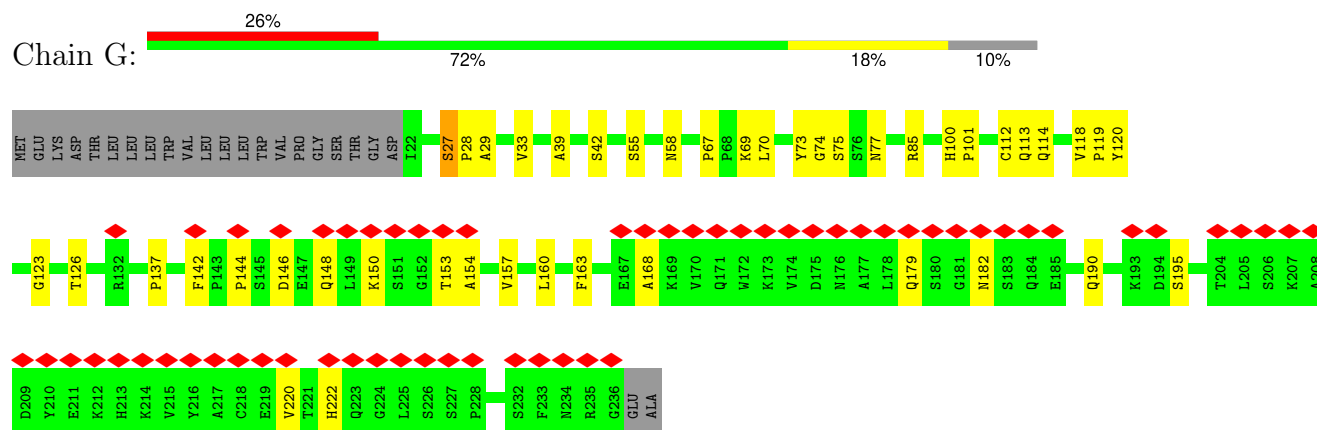 26%
Chain G:
72% 18% 10%
MET GLU LYS ASP THR LEU LEU LEU TRP VAL LEU LEU LEU TRP VAL PRO GLY SER THR GLY ASP I22 S27 P28 A29 V33 A39 S42 S55 N58 P67 P68 K69 L70 Y73 G74 S75 S76 N77 R85 H100 P101 C112 Q113 Q114 V118 P119 Y120
G123 T126 R132 P137 F142 P143 P144 S145 D146 E147 Q148 L149 K150 S151 G152 T153 A154 V157 L160 F163 E167 A168 K169 V170 Q171 W172 K173 V174 D175 N176 A177 L178 Q179 S180 G181 N182 S183 Q184 E185 Q190 K193 D194 S195 T204 L205 S206 K207 A208
D209 Y210 E211 K212 H213 K214 V215 Y216 A217 C218 E219 V220 T221 H222 Q223 G224 L225 S226 S227 P228 S232 F233 N234 R235 G236 GLU ALA